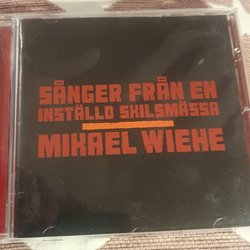 SÅNGER FRÅN EN
INSTÄLLD SKILSMÄSSA
MIKAEL WIEHE